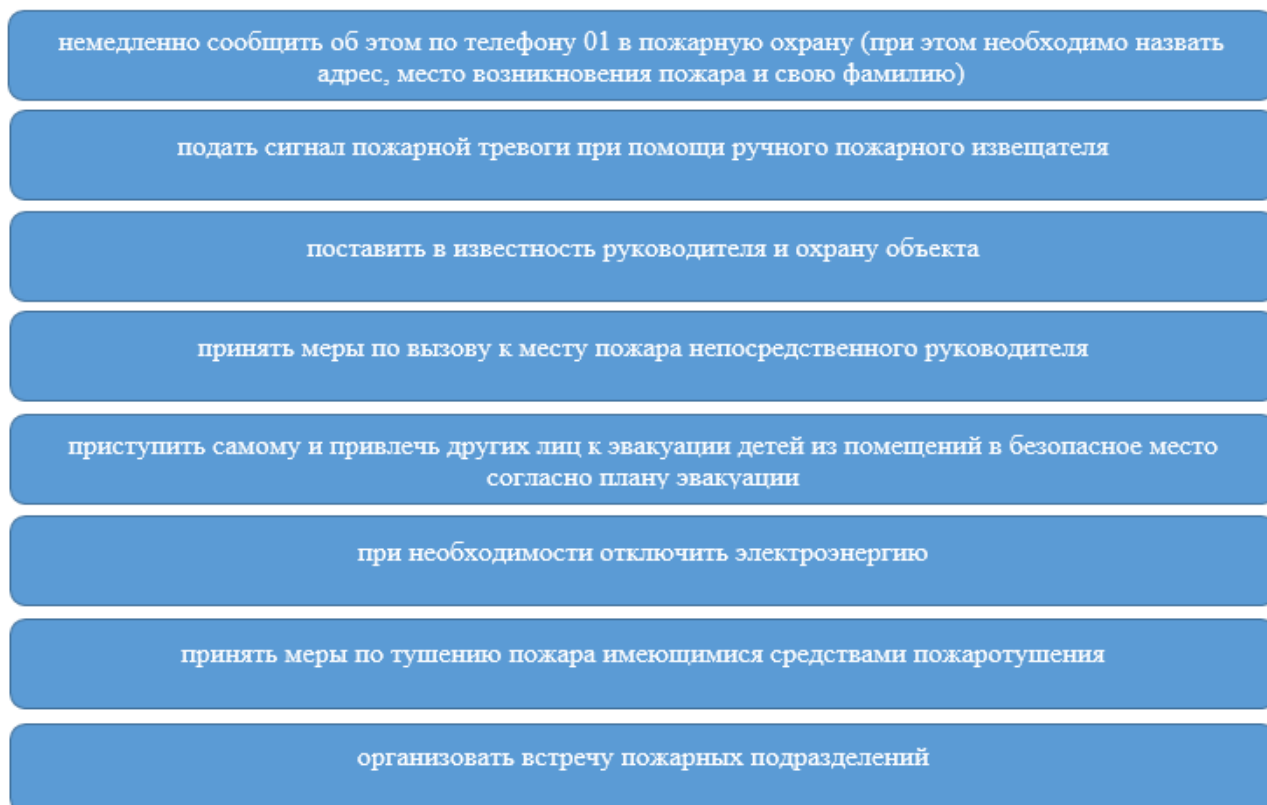 немедленно сообщить об этом по телефону 01 в пожарную охрану (при этом необходимо назвать
адрес, место возникновения пожара и свою фамилию)
подать сигнал пожарной тревоги при помощи ручного пожарного извещателя
поставить в известность руководителя и охрану объекта
принять меры по вызову к месту пожара непосредственного руководителя
приступить самому и привлечь других лиц к эвакуации детей из помещений в безопасное место
согласно плану эвакуации
при необходимости отключить электроэнергию
принять меры по тушению пожара имеющимися средствами пожаротушения
организовать встречу пожарных подразделений